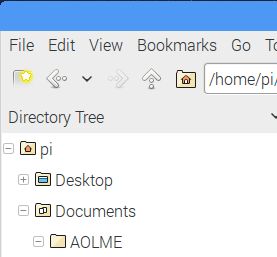 File Edit View Bookmarks Go
/home/pi/
Directory Tree
pi
Desktop
Documents
AOLME